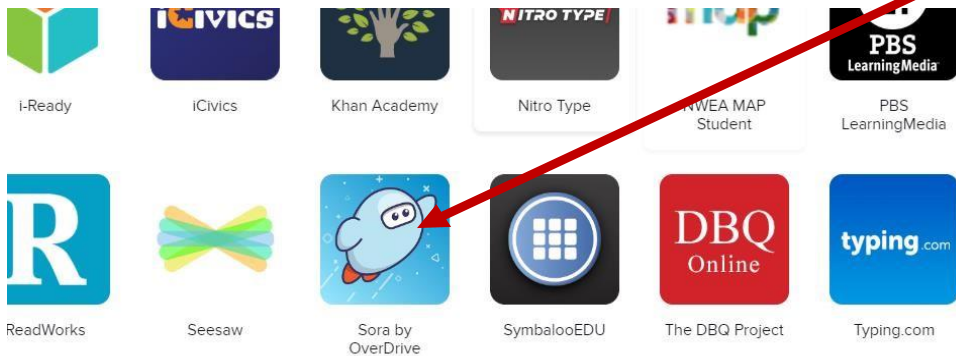 iCivics
NITRO TYPE
map
PBS
LearningMedia
i-Ready
iCivics
Khan Academy
Nitro Type
NWEA MAP
Student
PBS
LearningMedia
R
DBQ
Online
typing.com
ReadWorks
Seesaw
Sora by
OverDrive
SymbalooEDU
The DBQ Project
Typing.com